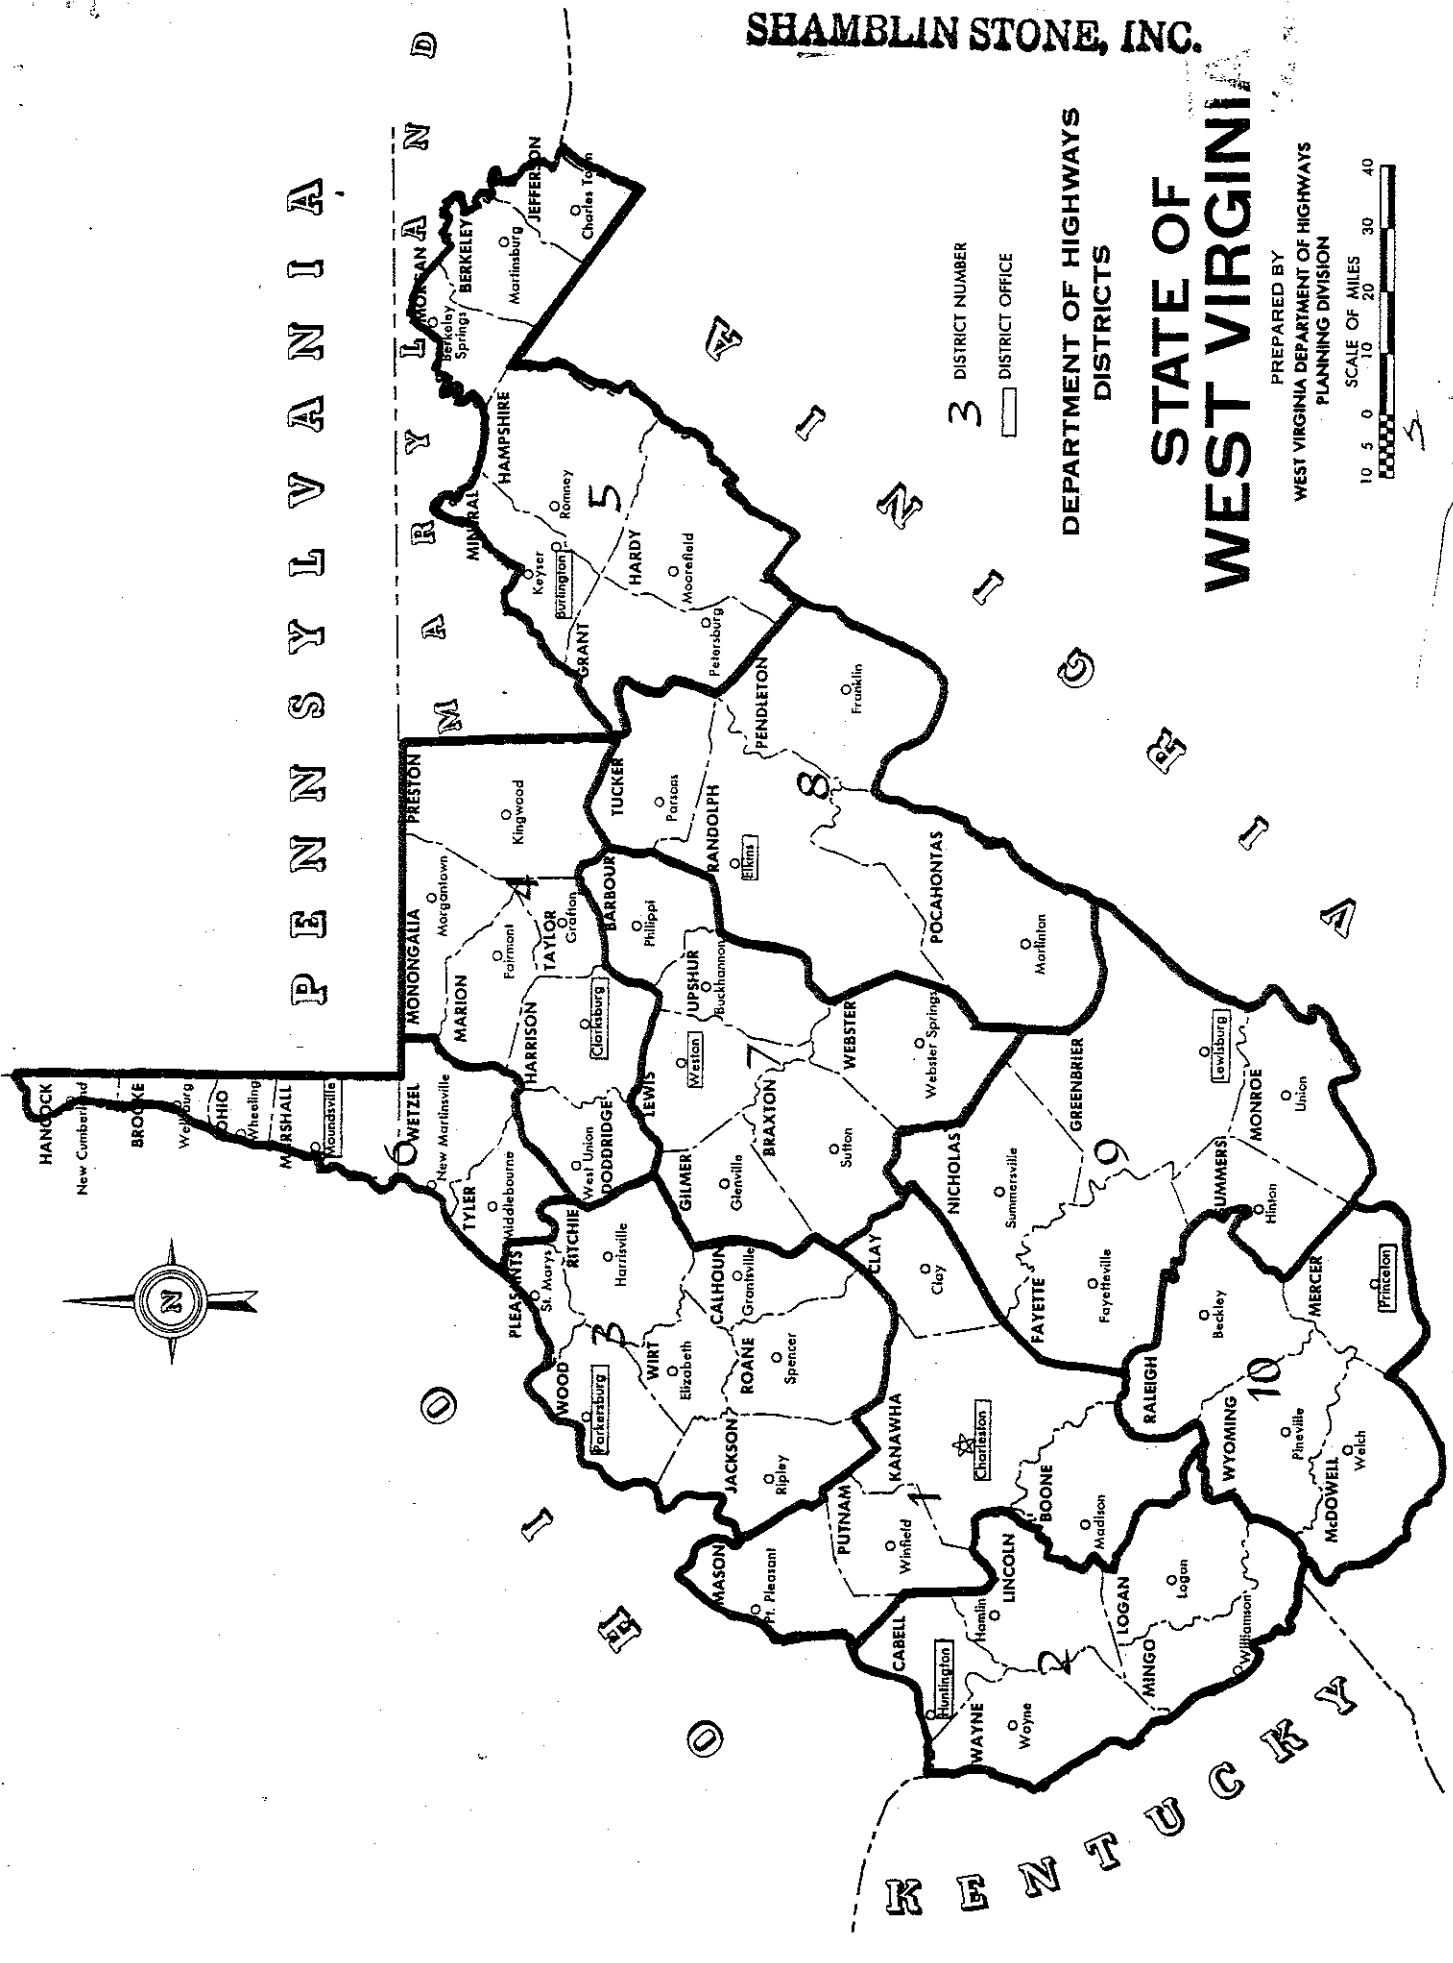 SHAMBLIN STONE, INC.
PENNSYLVANIA
MARYLAND
VIRGINIA
KENTUCKY
OHIO
N
3 DISTRICT NUMBER
DISTRICT OFFICE
DEPARTMENT OF HIGHWAYS
DISTRICTS
STATE OF
WEST VIRGINIA
PREPARED BY
WEST VIRGINIA DEPARTMENT OF HIGHWAYS
PLANNING DIVISION
SCALE OF MILES
10 5 0 10 20 30 40
HANCOCK
New Cumberland
BROOKE
Wellsburg
OHIO
Wheeling
MARSHALL
Moundsville
6
WETZEL
New Martinsville
TYLER
Middlebourne
PLEASANTS
St. Marys
RITCHIE
Harrisville
WOOD
Parkersburg
3
WIRT
Elizabeth
CALHOUN
Grantsville
ROANE
Spencer
JACKSON
Ripley
MONONGALIA
Morgantown
PRESTON
Kingwood
MARION
Fairmont
4
TAYLOR
Grafton
HARRISON
Clarksburg
DODDRIDGE
West Union
BARBOUR
Philippi
LEWIS
Weston
UPSHUR
Buckhannon
7
GILMER
Glenville
BRAXTON
Sutton
WEBSTER
Webster Springs
TUCKER
Parsons
RANDOLPH
Elkins
PENDLETON
Franklin
8
POCAHONTAS
Marlinton
GRANT
Petersburg
MINERAL
Keyser
Burlington
HAMPSHIRE
Romney
5
HARDY
Moorefield
MORGAN
Berkeley
Springs
BERKELEY
Martinsburg
JEFFERSON
Charles Town
MASON
Pt. Pleasant
PUTNAM
Winfield
1
KANAWHA
Charleston
CLAY
Clay
BOONE
Madison
CABELL
Huntington
WAYNE
Wayne
2
LINCOLN
Hamlin
LOGAN
Logan
MINGO
Williamson
NICHOLAS
Summersville
FAYETTE
Fayetteville
9
GREENBRIER
Lewisburg
MONROE
Union
SUMMERS
Hinton
RALEIGH
Beckley
10
WYOMING
Pineville
McDOWELL
Welch
MERCER
Princeton